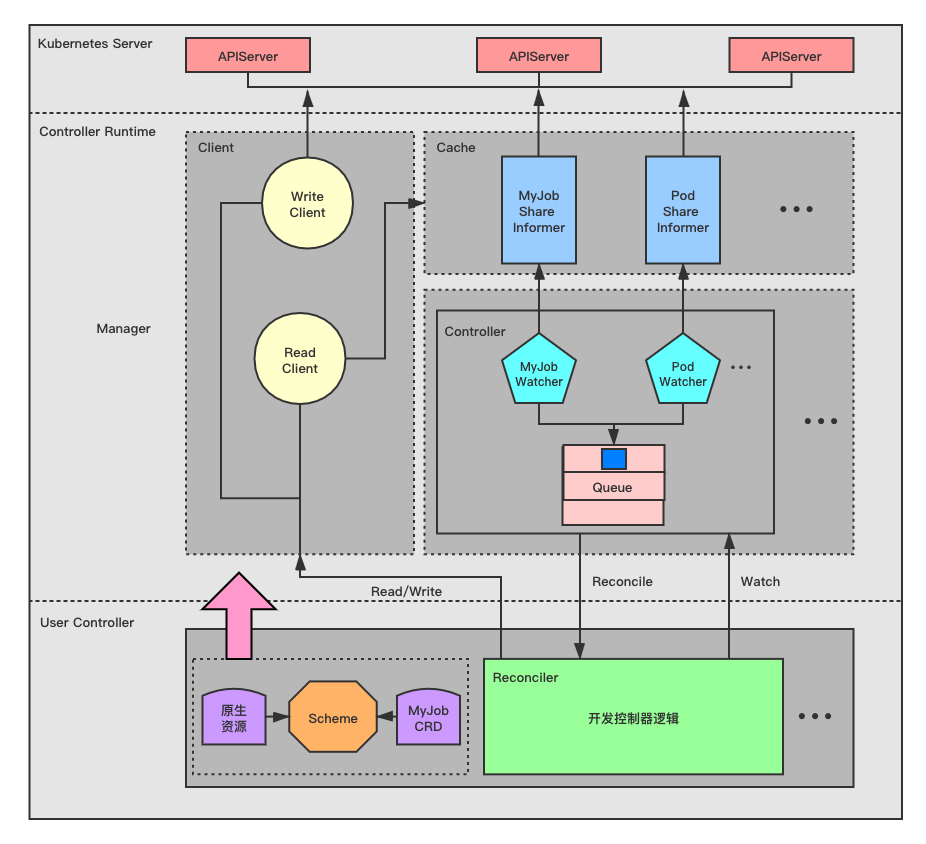 Kubernetes Server
APIServer
APIServer
APIServer
Controller Runtime
Client
Cache
Write
Client
MyJob
Share
Informer
Pod
Share
Informer
•••
Manager
Read
Client
Controller
MyJob
Watcher
Pod
Watcher
•••
•••
Queue
Reconcile
Watch
Read/Write
User Controller
原生
资源
Scheme
MyJob
CRD
Reconciler
开发控制器逻辑
•••